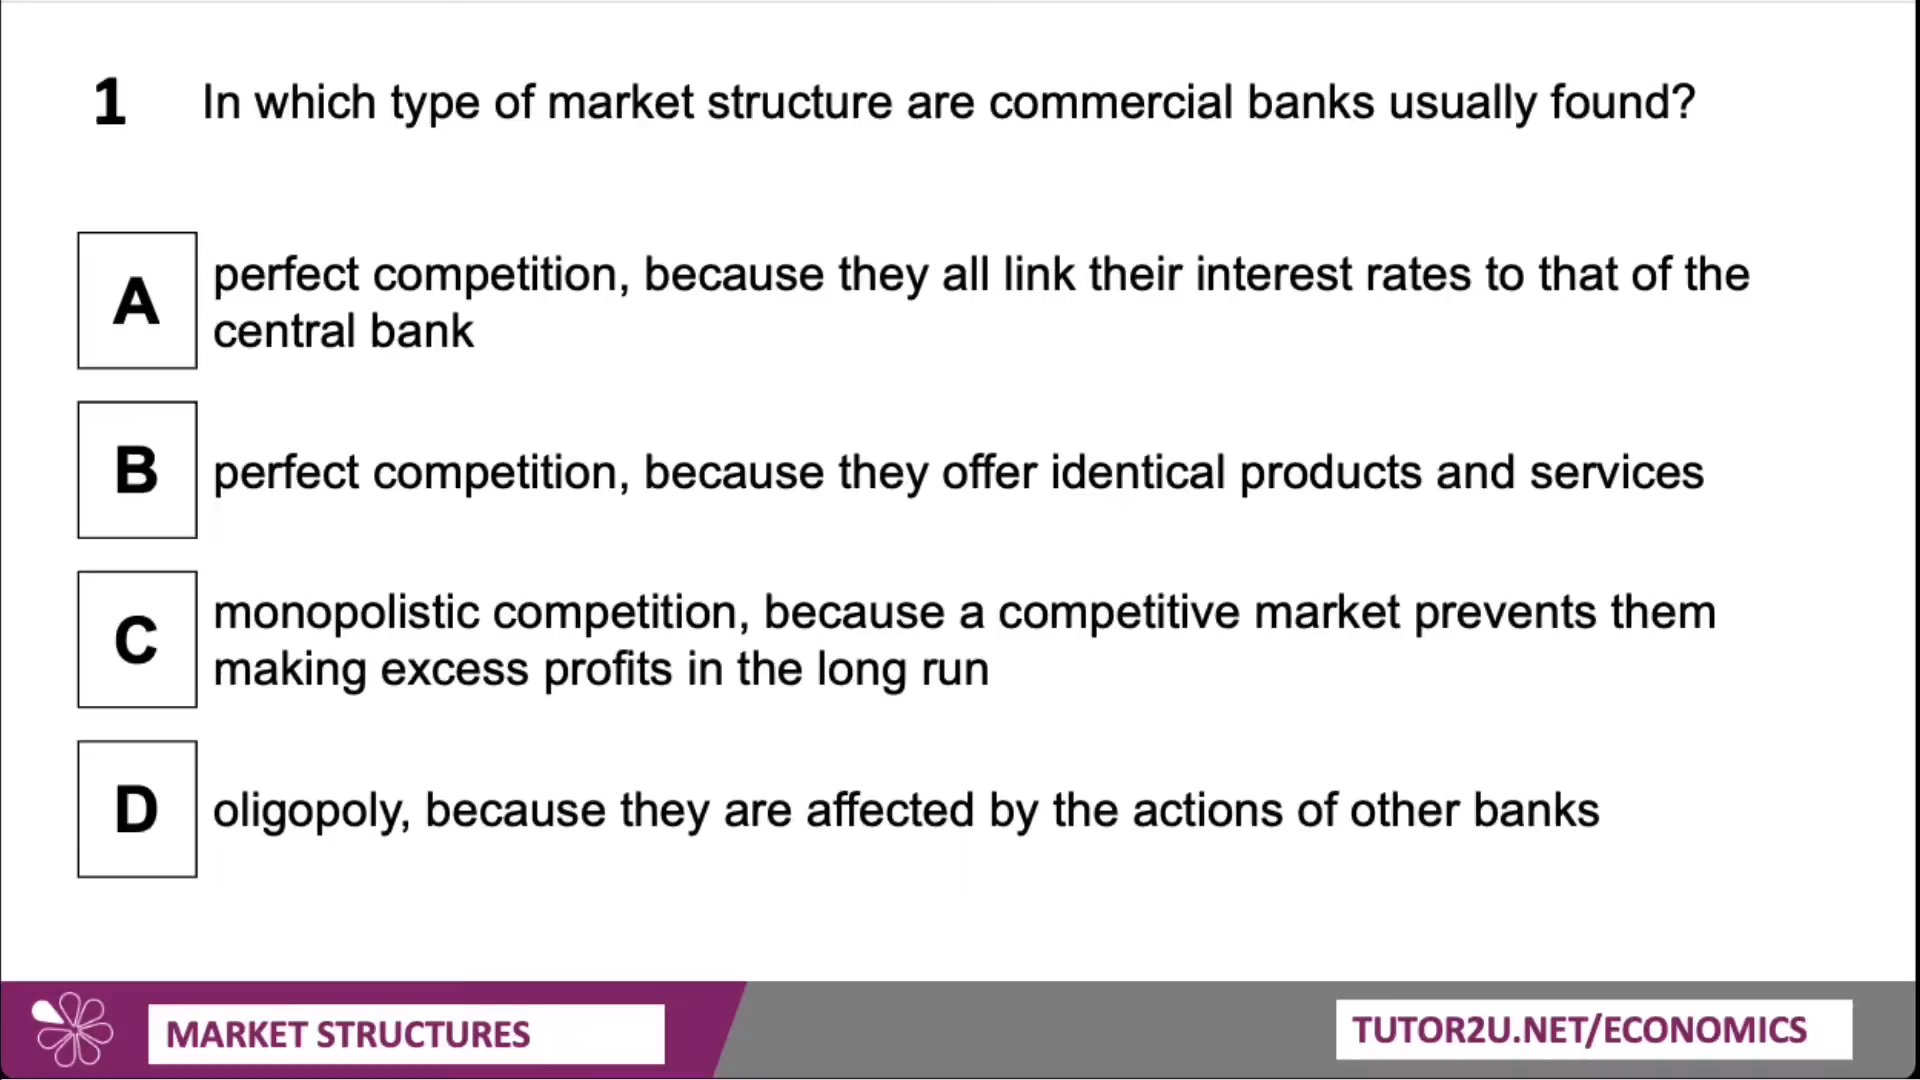 1 In which type of market structure are commercial banks usually found?
A perfect competition, because they all link their interest rates to that of the
central bank
B perfect competition, because they offer identical products and services
C monopolistic competition, because a competitive market prevents them
making excess profits in the long run
D oligopoly, because they are affected by the actions of other banks
MARKET STRUCTURES
TUTOR2U.NET/ECONOMICS